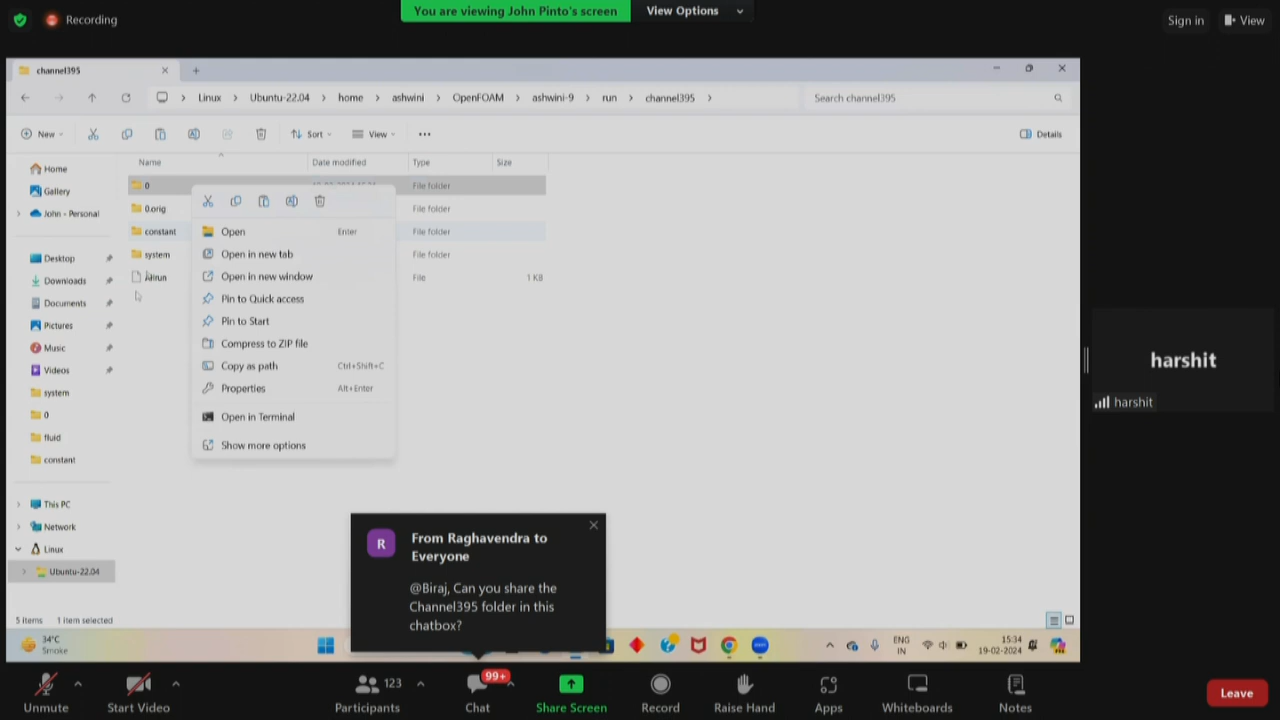 Recording
You are viewing John Pinto's screen
View Options
Sign in
View
channel395
Linux
Ubuntu-22.04
home
ashwini
OpenFOAM
ashwini-9
run
channel395
Search channel395
New
Sort
View
Details
Name
Date modified
Type
Size
Home
Gallery
John - Personal
Desktop
Downloads
Documents
Pictures
Music
Videos
system
0
fluid
constant
This PC
Network
Linux
Ubuntu-22.04
0
File folder
0.orig
File folder
constant
File folder
system
File folder
Allrun
File
1 KB
Open
Enter
Open in new tab
Open in new window
Pin to Quick access
Pin to Start
Compress to ZIP file
Copy as path
Ctrl+Shift+C
Properties
Alt+Enter
Open in Terminal
Show more options
R
From Raghavendra to
Everyone
@Biraj, Can you share the
Channel395 folder in this
chatbox?
5 items
1 item selected
34°C
Smoke
ENG
IN
15:34
19-02-2024
harshit
harshit
Unmute
Start Video
123
Participants
99+
Chat
Share Screen
Record
Raise Hand
Apps
Whiteboards
Notes
Leave